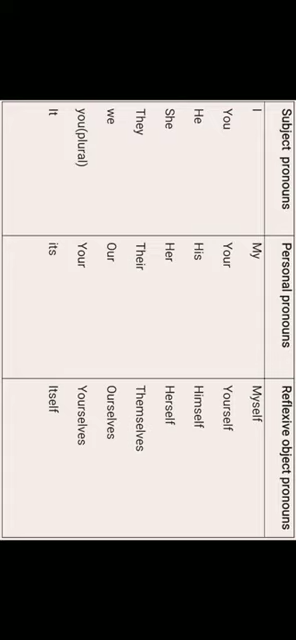 Subject pronouns Personal pronouns Reflexive object pronouns
I My Myself
You Your Yourself
He His Himself
She Her Herself
They Their Themselves
we Our Ourselves
you(plural) Your Yourselves
It its Itself